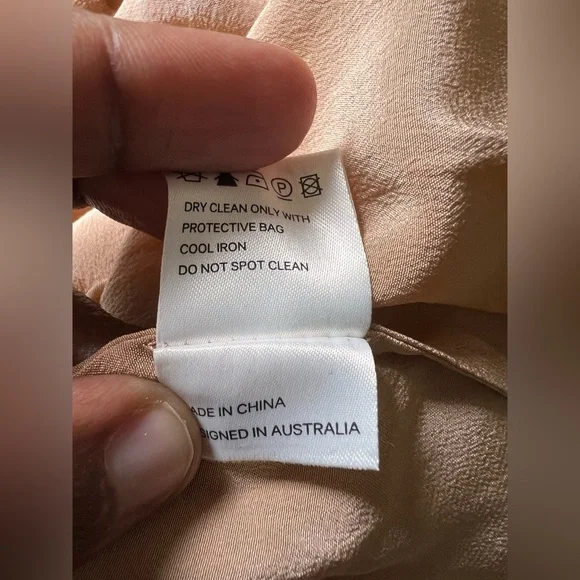 P
DRY CLEAN ONLY WITH
PROTECTIVE BAG
COOL IRON
DO NOT SPOT CLEAN
ADE IN CHINA
SIGNED IN AUSTRALIA